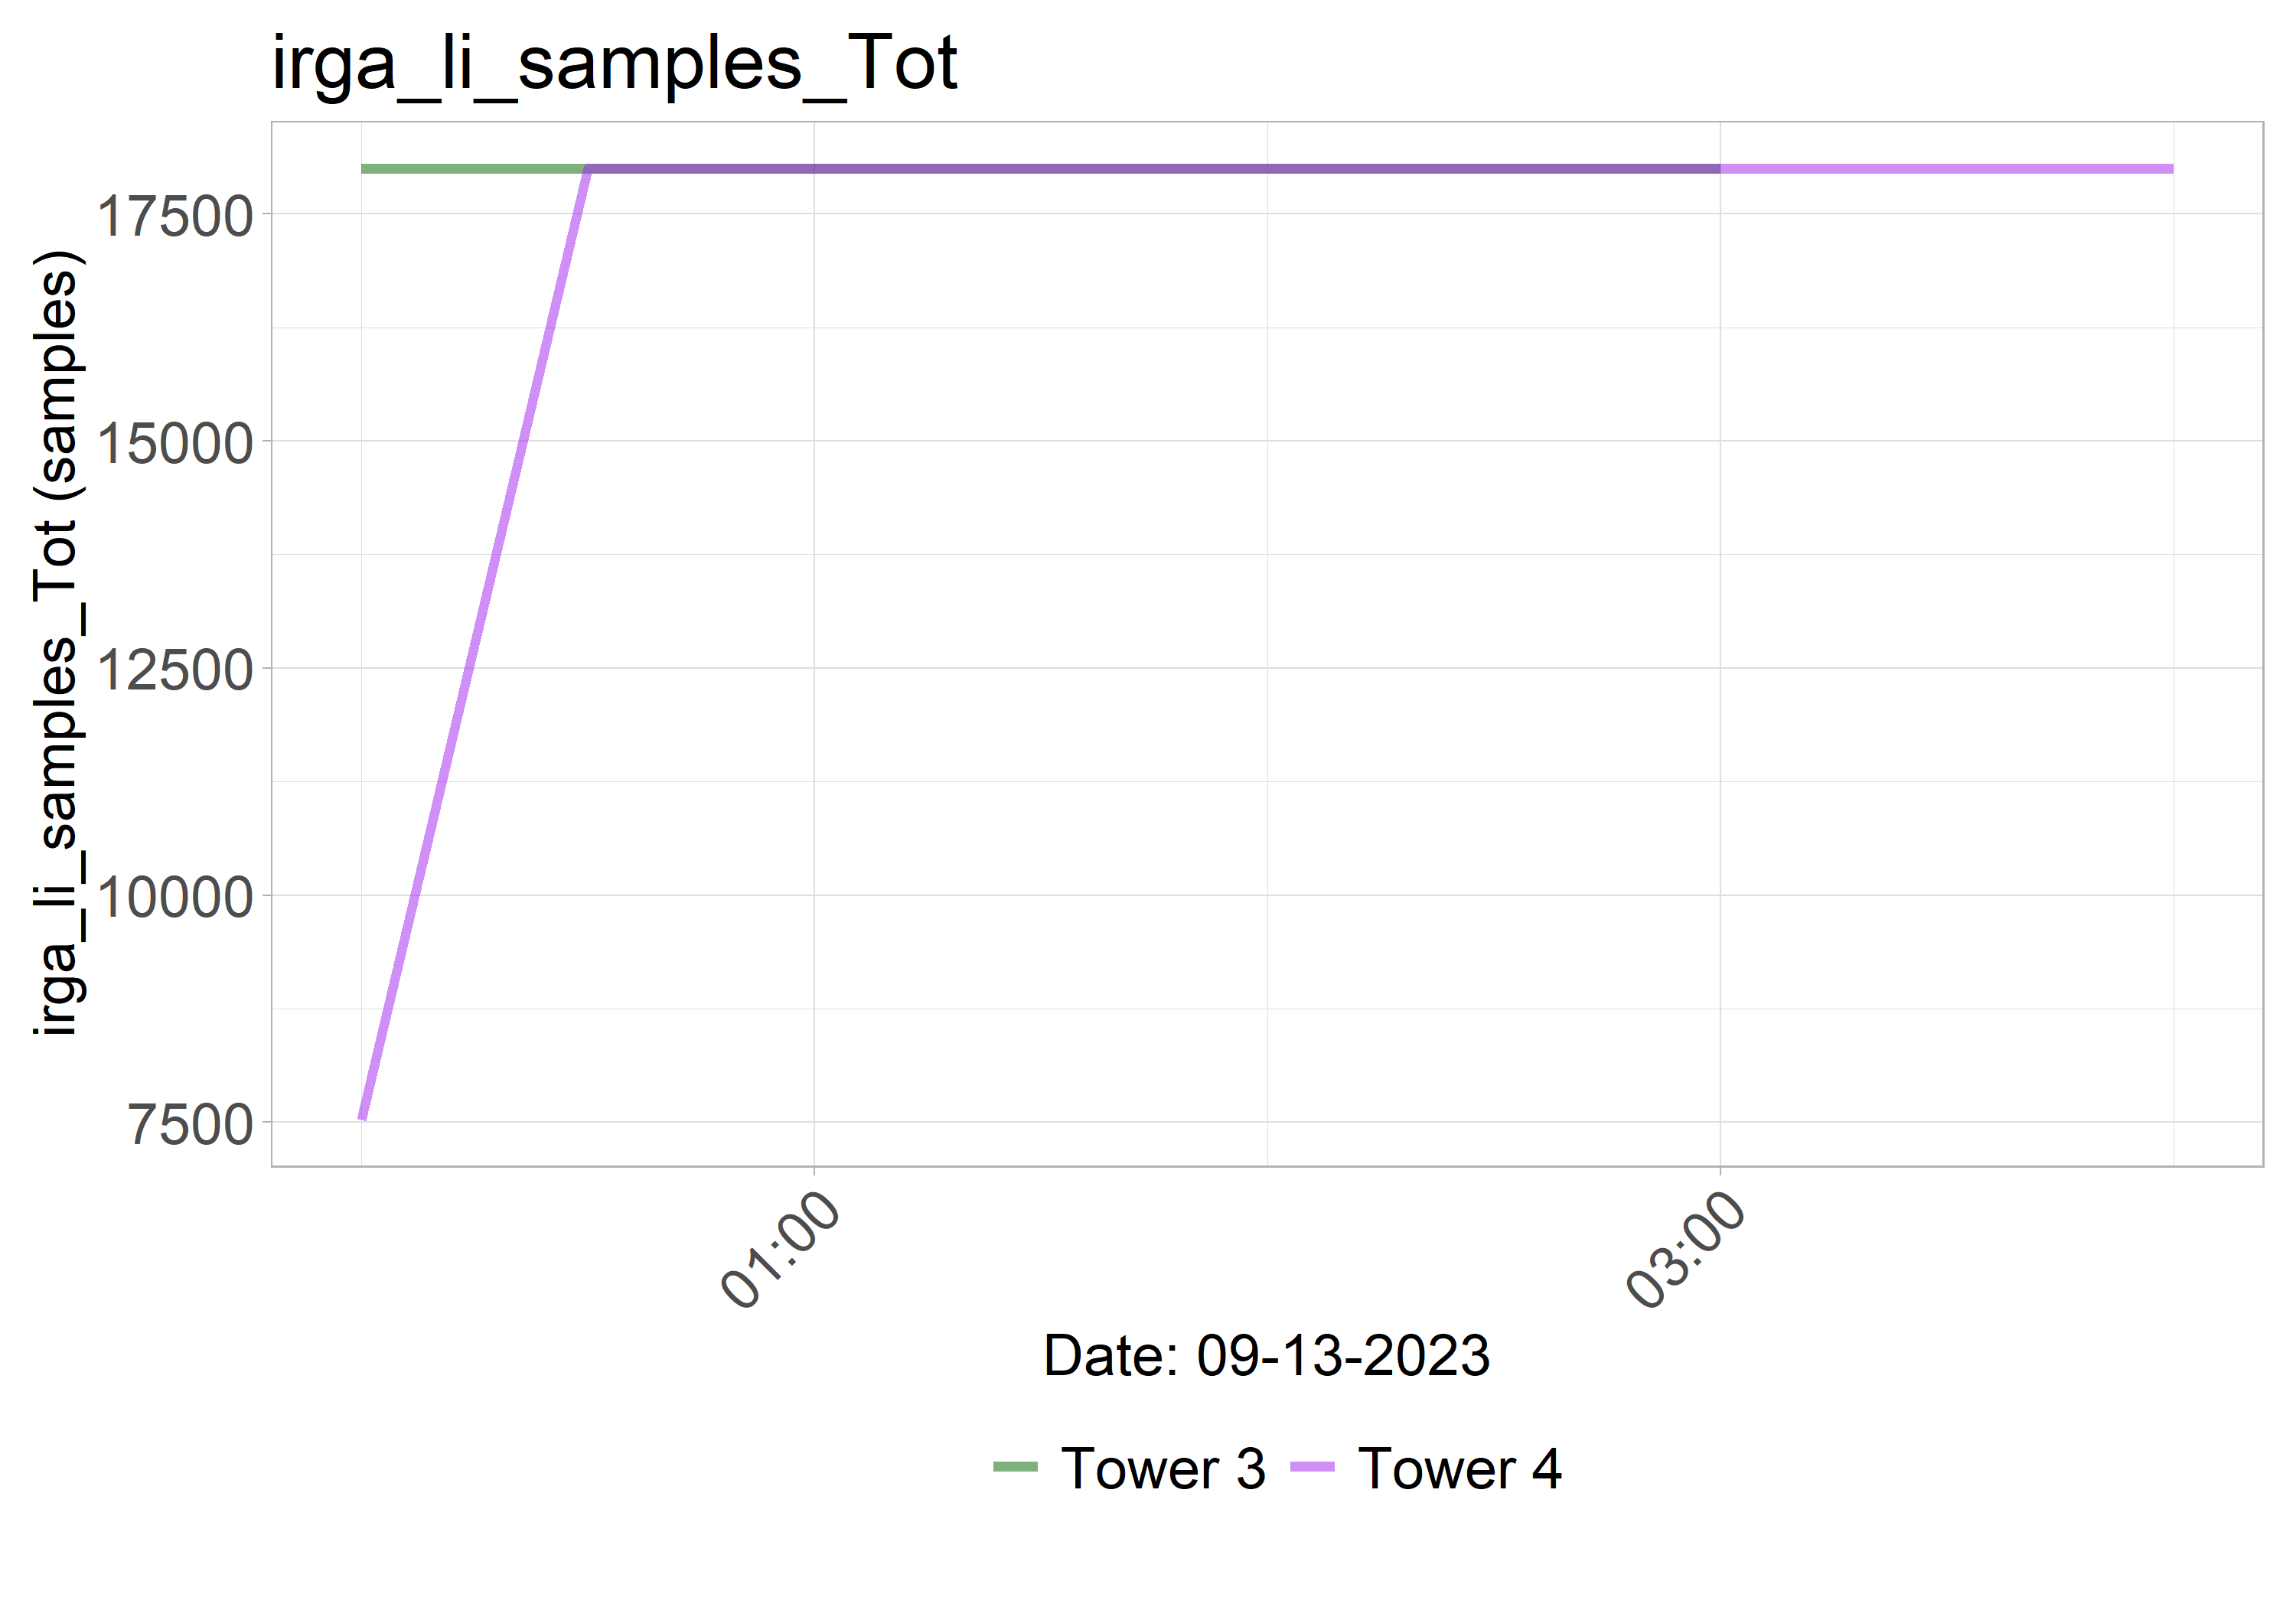 irga_li_samples_Tot
irga_li_samples_Tot (samples)
17500
15000
12500
10000
7500
01:00
03:00
Date: 09-13-2023
Tower 3
Tower 4